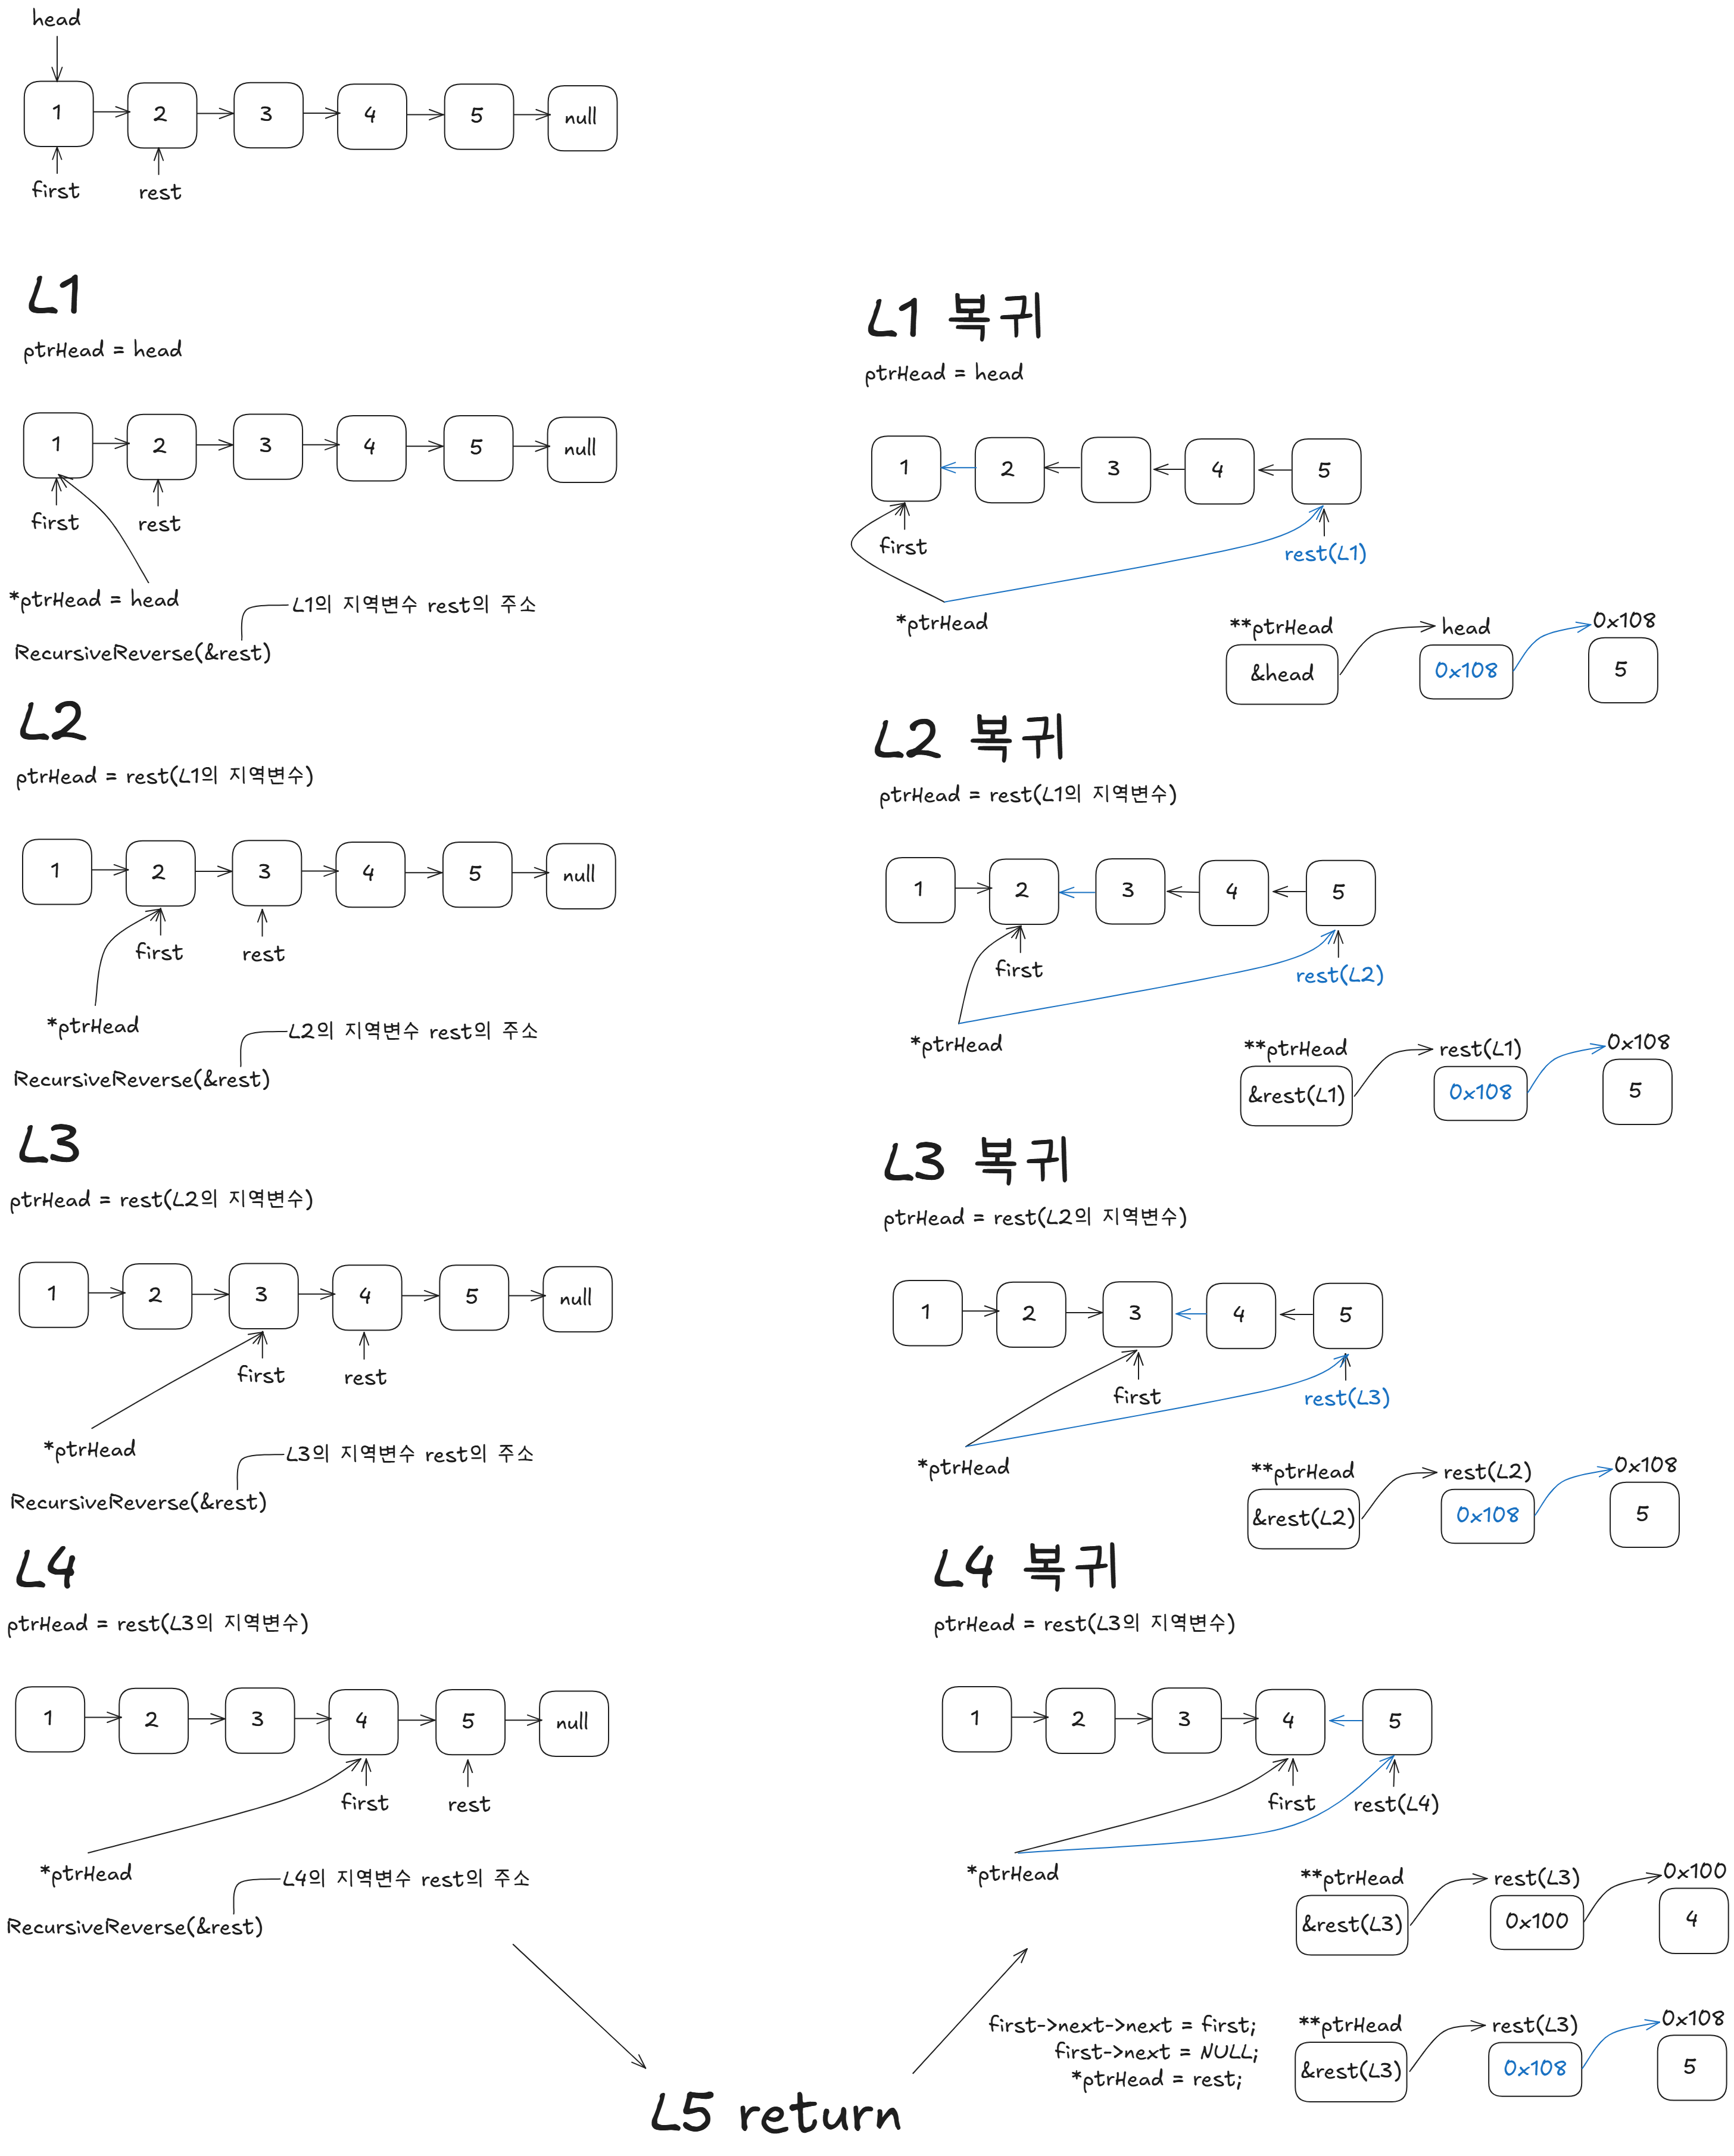 head
1 2 3 4 5 null
first rest
L1
ptrHead = head
1 2 3 4 5 null
first rest
*ptrHead = head
L1의 지역변수 rest의 주소
RecursiveReverse(&rest)
L2
ptrHead = rest(L1의 지역변수)
1 2 3 4 5 null
first rest
*ptrHead
L2의 지역변수 rest의 주소
RecursiveReverse(&rest)
L3
ptrHead = rest(L2의 지역변수)
1 2 3 4 5 null
first rest
*ptrHead
L3의 지역변수 rest의 주소
RecursiveReverse(&rest)
L4
ptrHead = rest(L3의 지역변수)
1 2 3 4 5 null
first rest
*ptrHead
L4의 지역변수 rest의 주소
RecursiveReverse(&rest)
L5 return
L1 복귀
ptrHead = head
1 2 3 4 5
first rest(L1)
*ptrHead
**ptrHead head 0x108
&head 0x108 5
L2 복귀
ptrHead = rest(L1의 지역변수)
1 2 3 4 5
first rest(L2)
*ptrHead
**ptrHead rest(L1) 0x108
&rest(L1) 0x108 5
L3 복귀
ptrHead = rest(L2의 지역변수)
1 2 3 4 5
first rest(L3)
*ptrHead
**ptrHead rest(L2) 0x108
&rest(L2) 0x108 5
L4 복귀
ptrHead = rest(L3의 지역변수)
1 2 3 4 5
first rest(L4)
*ptrHead
**ptrHead rest(L3) 0x100
&rest(L3) 0x100 4
first->next->next = first;
first->next = NULL;
*ptrHead = rest;
**ptrHead rest(L3) 0x108
&rest(L3) 0x108 5